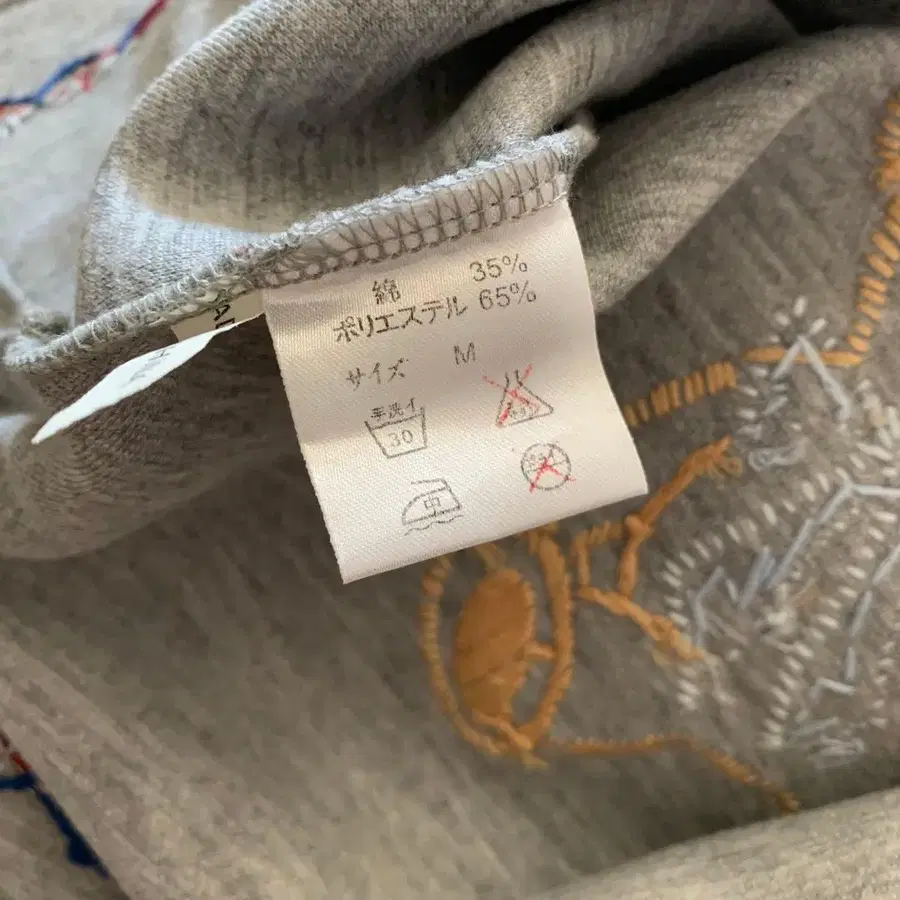 綿 35%
ポリエステル 65%
サイズ M
手洗イ
30
中